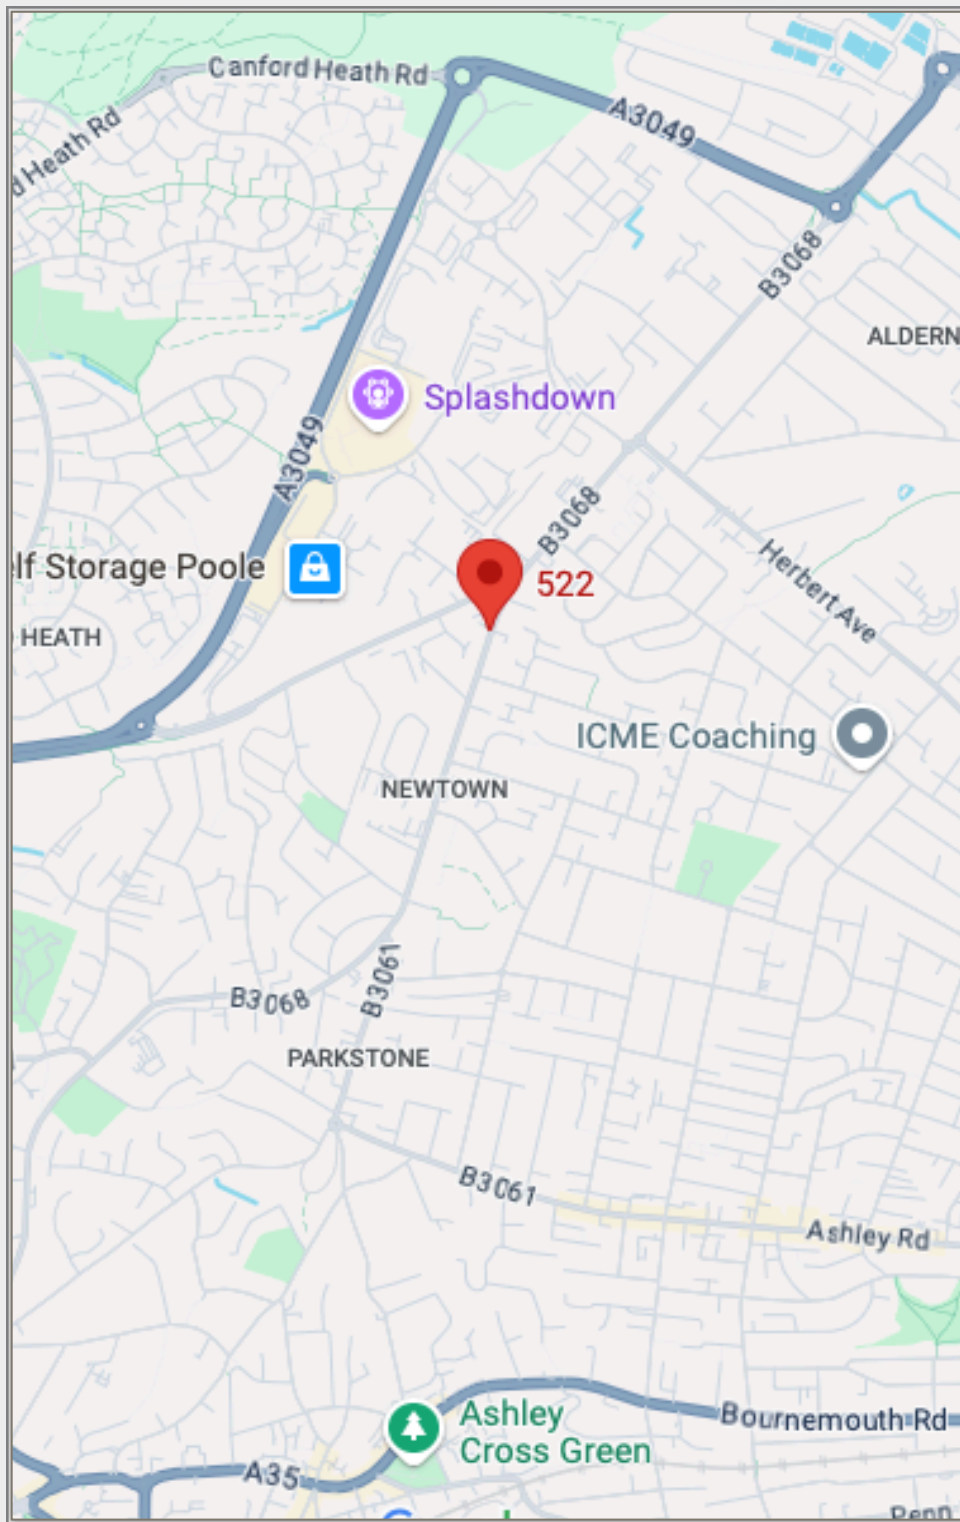 Canford Heath Rd
d Heath Rd
A3049
B3068
ALDERN
Splashdown
A3049
B3068
lf Storage Poole
522
Herbert Ave
HEATH
ICME Coaching
NEWTOWN
B3061
B3068
PARKSTONE
B3061
Ashley Rd
Ashley
Cross Green
Bournemouth Rd
A35